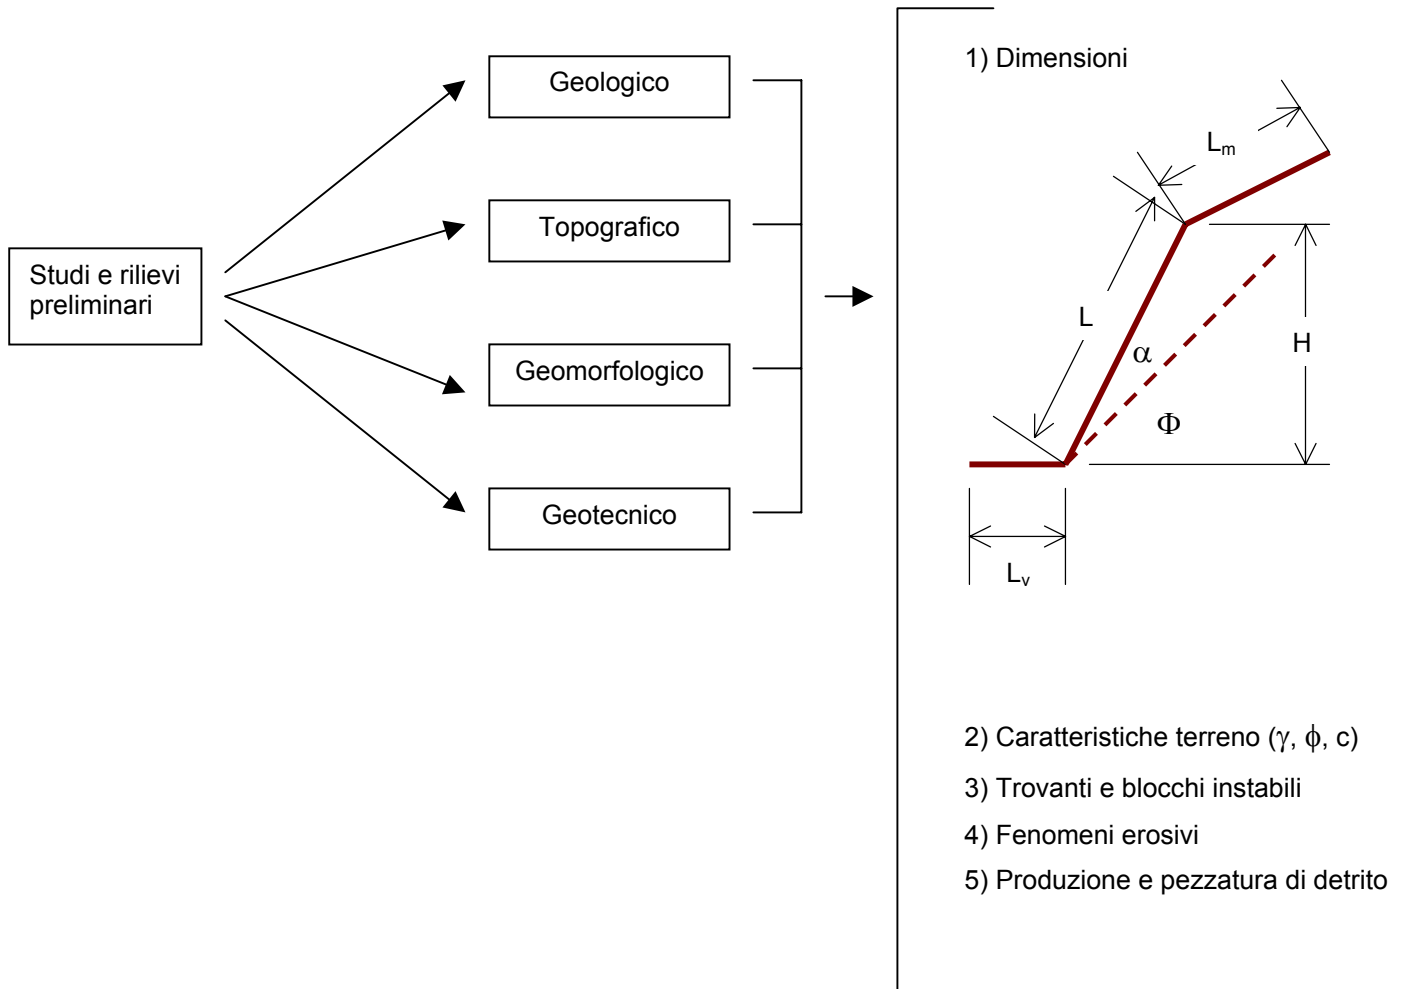 Studi e rilievi
preliminari
Geologico
Topografico
Geomorfologico
Geotecnico
1) Dimensioni
Lm
L
α
H
Φ
Lv
2) Caratteristiche terreno (γ, ϕ, c)
3) Trovanti e blocchi instabili
4) Fenomeni erosivi
5) Produzione e pezzatura di detrito